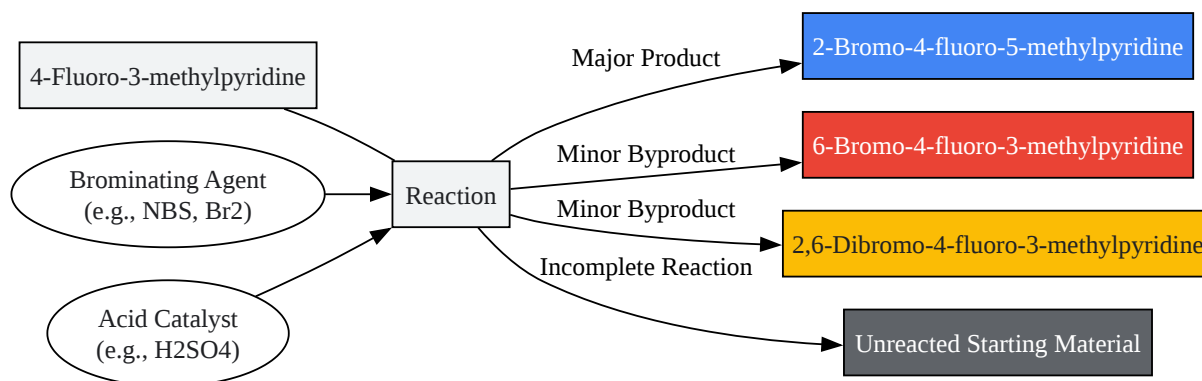 4-Fluoro-3-methylpyridine
Brominating Agent
(e.g., NBS, Br2)
Acid Catalyst
(e.g., H2SO4)
Reaction
Major Product
Minor Byproduct
Minor Byproduct
Incomplete Reaction
2-Bromo-4-fluoro-5-methylpyridine
6-Bromo-4-fluoro-3-methylpyridine
2,6-Dibromo-4-fluoro-3-methylpyridine
Unreacted Starting Material